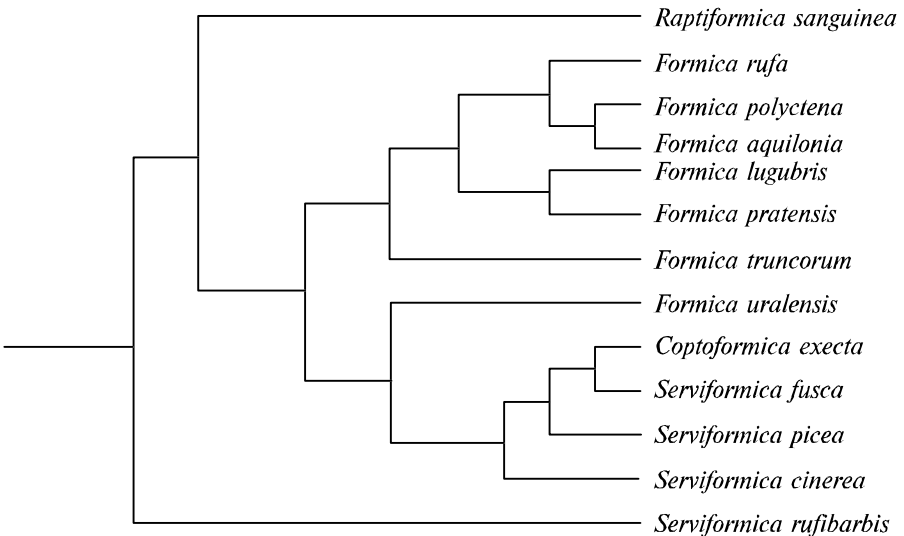 Raptiformica sanguinea
Formica rufa
Formica polyctena
Formica aquilonia
Formica lugubris
Formica pratensis
Formica truncorum
Formica uralensis
Coptoformica execta
Serviformica fusca
Serviformica picea
Serviformica cinerea
Serviformica rufibarbis